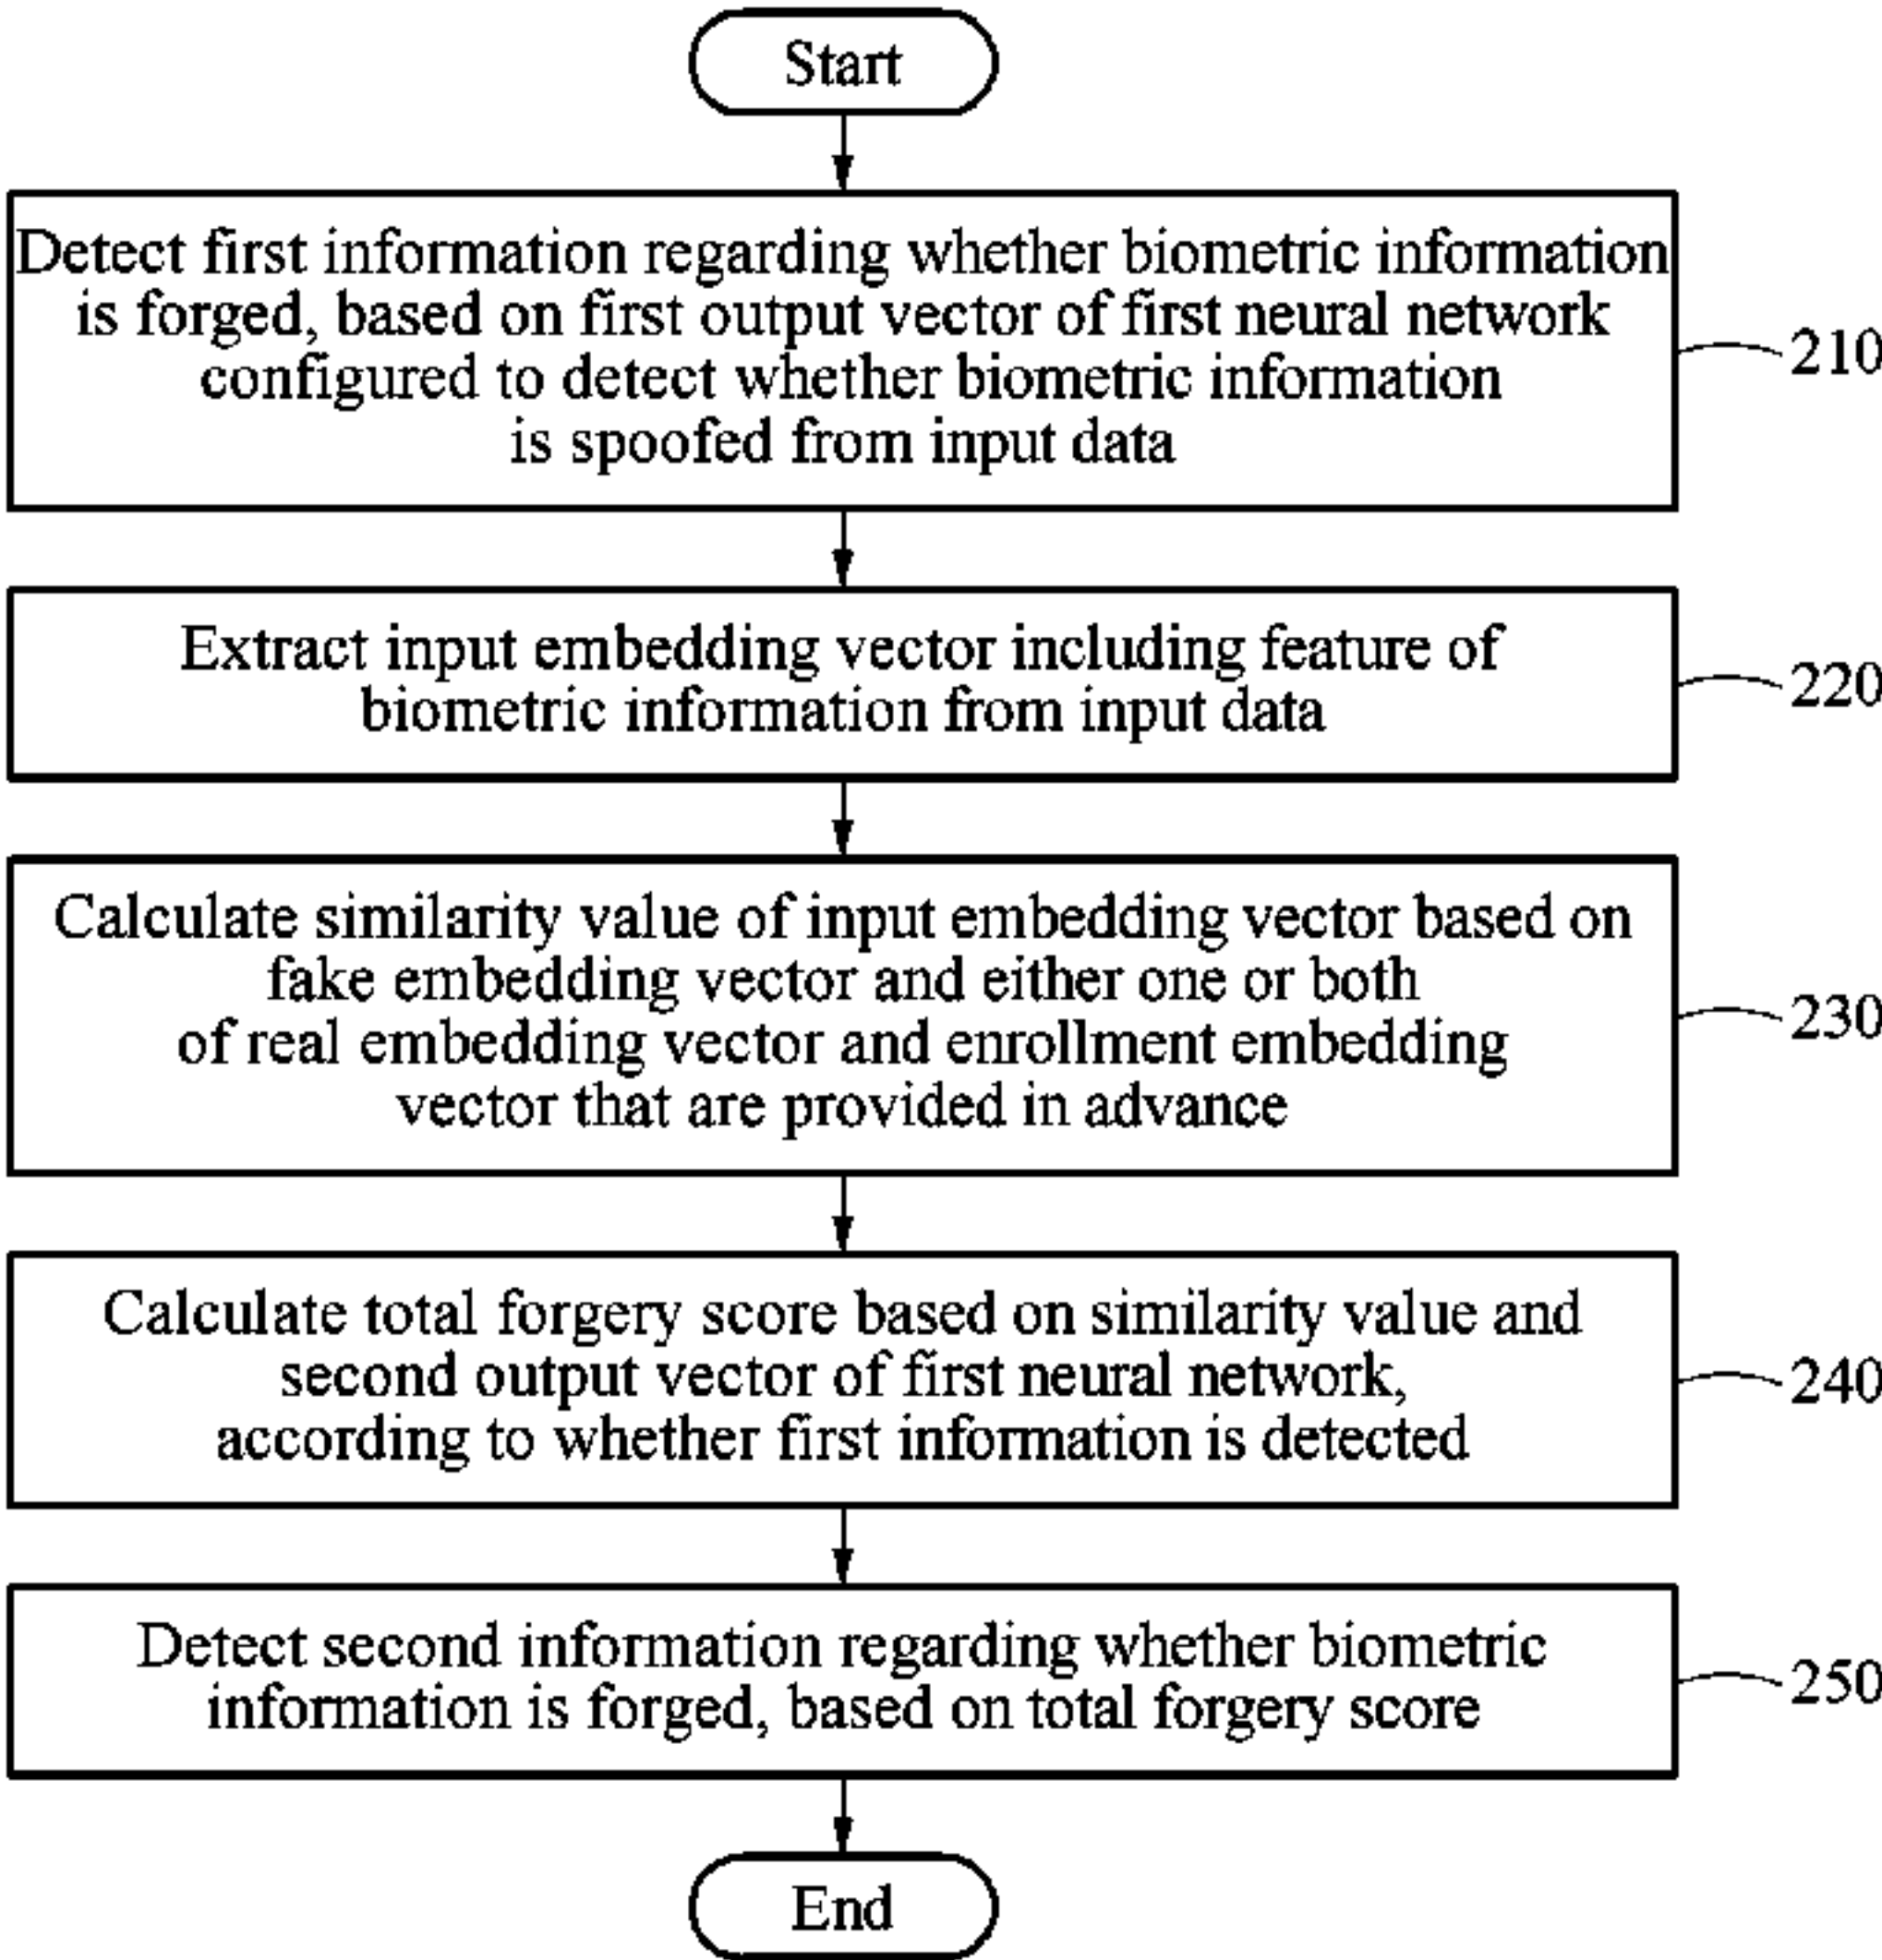 Start
Detect first information regarding whether biometric information
is forged, based on first output vector of first neural network
configured to detect whether biometric information
is spoofed from input data
210
Extract input embedding vector including feature of
biometric information from input data
220
Calculate similarity value of input embedding vector based on
fake embedding vector and either one or both
of real embedding vector and enrollment embedding
vector that are provided in advance
230
Calculate total forgery score based on similarity value and
second output vector of first neural network,
according to whether first information is detected
240
Detect second information regarding whether biometric
information is forged, based on total forgery score
250
End